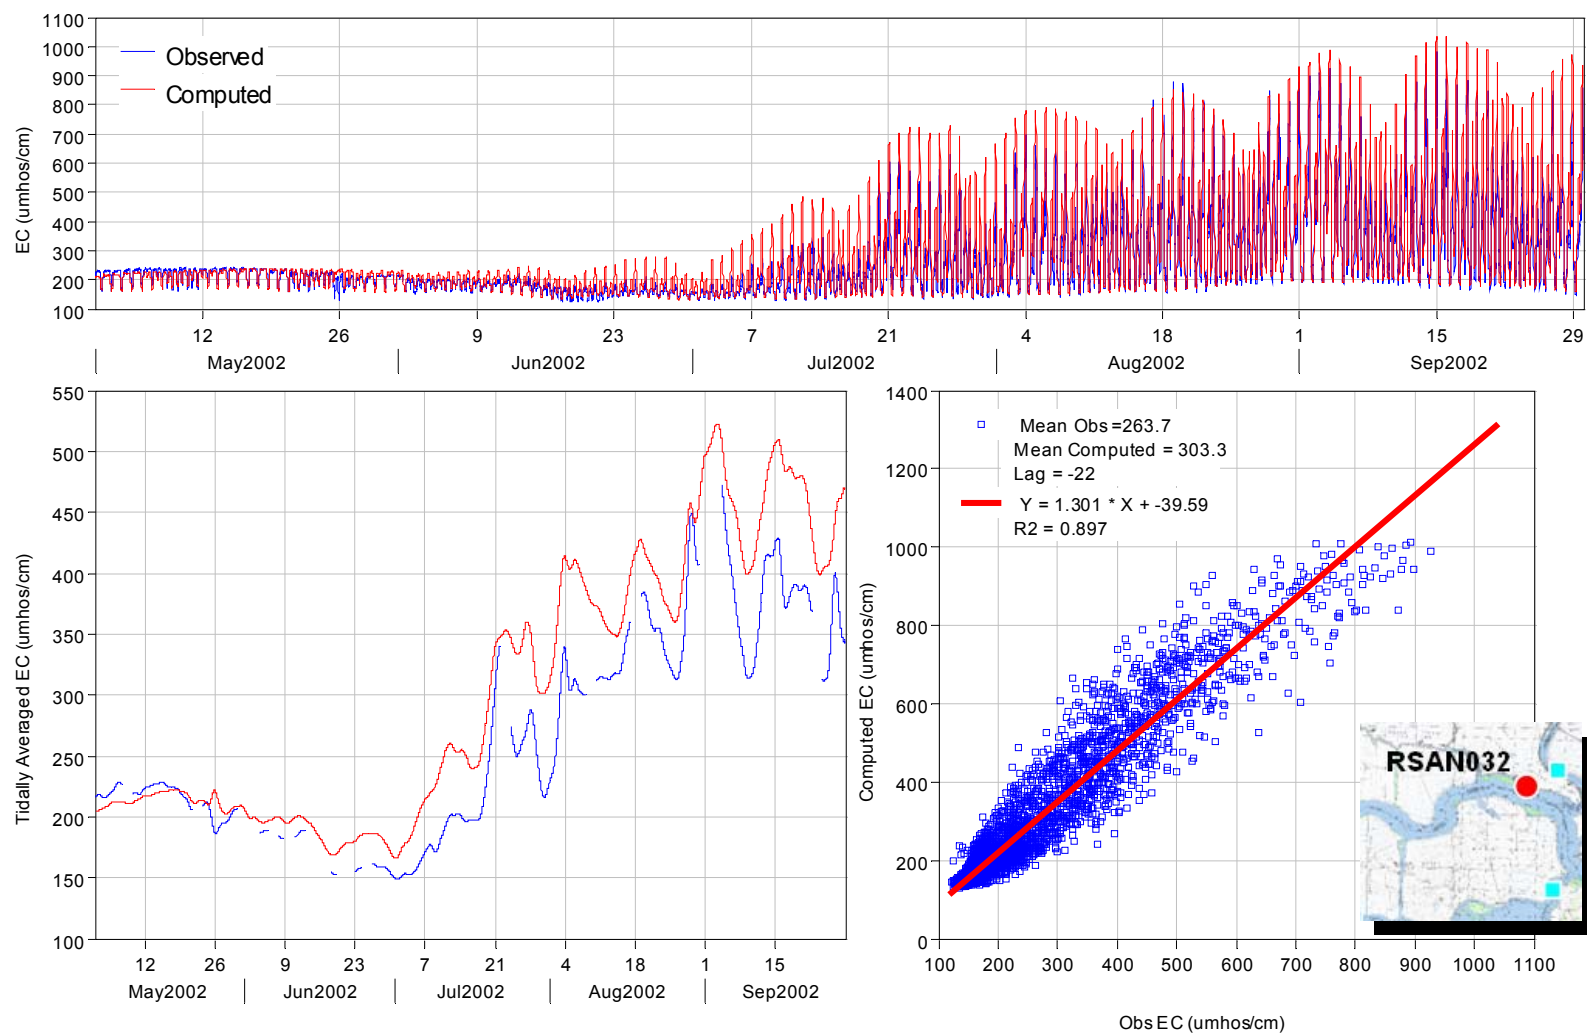 1100
1000
900
800
700
600
500
400
300
200
100
EC (umhos/cm)
Observed
Computed
12 26 9 23 7 21 4 18 1 15 29
May2002 Jun2002 Jul2002 Aug2002 Sep2002
550
500
450
400
350
300
250
200
150
100
Tidally Averaged EC (umhos/cm)
12 26 9 23 7 21 4 18 1 15
May2002 Jun2002 Jul2002 Aug2002 Sep2002
1400
1200
1000
800
600
400
200
0
Computed EC (umhos/cm)
Mean Obs=263.7
Mean Computed = 303.3
Lag = -22
Y = 1.301 * X + -39.59
R2 = 0.897
RSAN032
100 200 300 400 500 600 700 800 900 1000 1100
Obs EC (umhos/cm)